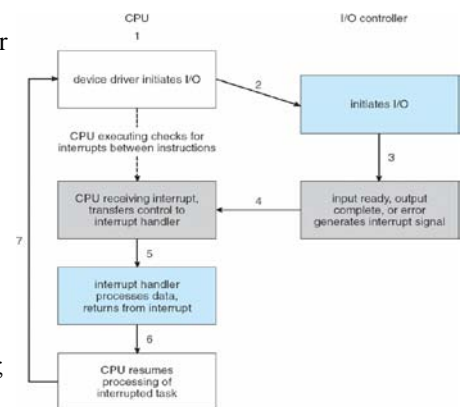 CPU
I/O controller
r
1
device driver initiates I/O
2
initiates I/O
CPU executing checks for
interrupts between instructions
3
CPU receiving interrupt,
transfers control to
interrupt handler
4
input ready, output
complete, or error
generates interrupt signal
7
5
interrupt handler
processes data,
returns from interrupt
6
;
CPU resumes
processing of
interrupted task